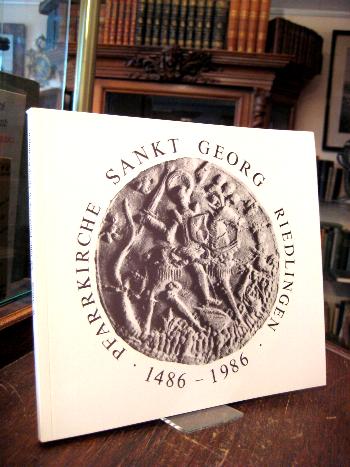 · PFARRKIRCHE SANKT GEORG RIEDLINGEN ·
1486 – 1986